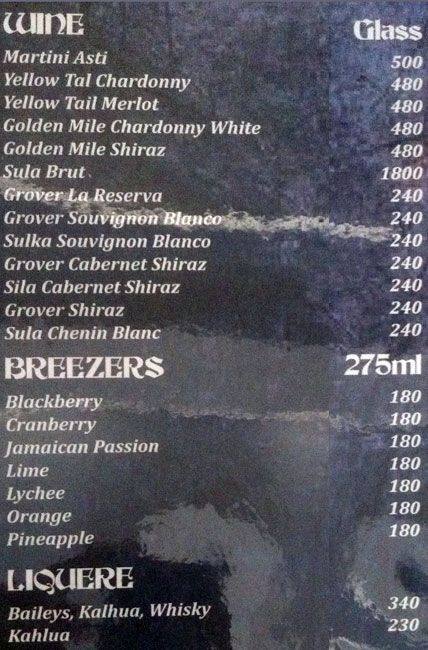 WINE Glass
Martini Asti 500
Yellow Tal Chardonny 480
Yellow Tail Merlot 480
Golden Mile Chardonny White 480
Golden Mile Shiraz 480
Sula Brut 1800
Grover La Reserva 240
Grover Souvignon Blanco 240
Sulka Souvignon Blanco 240
Grover Cabernet Shiraz 240
Sila Cabernet Shiraz 240
Grover Shiraz 240
Sula Chenin Blanc 240
BREEZERS 275ml
Blackberry 180
Cranberry 180
Jamaican Passion 180
Lime 180
Lychee 180
Orange 180
Pineapple 180
LIQUERE
Baileys, Kalhua, Whisky 340
Kahlua 230